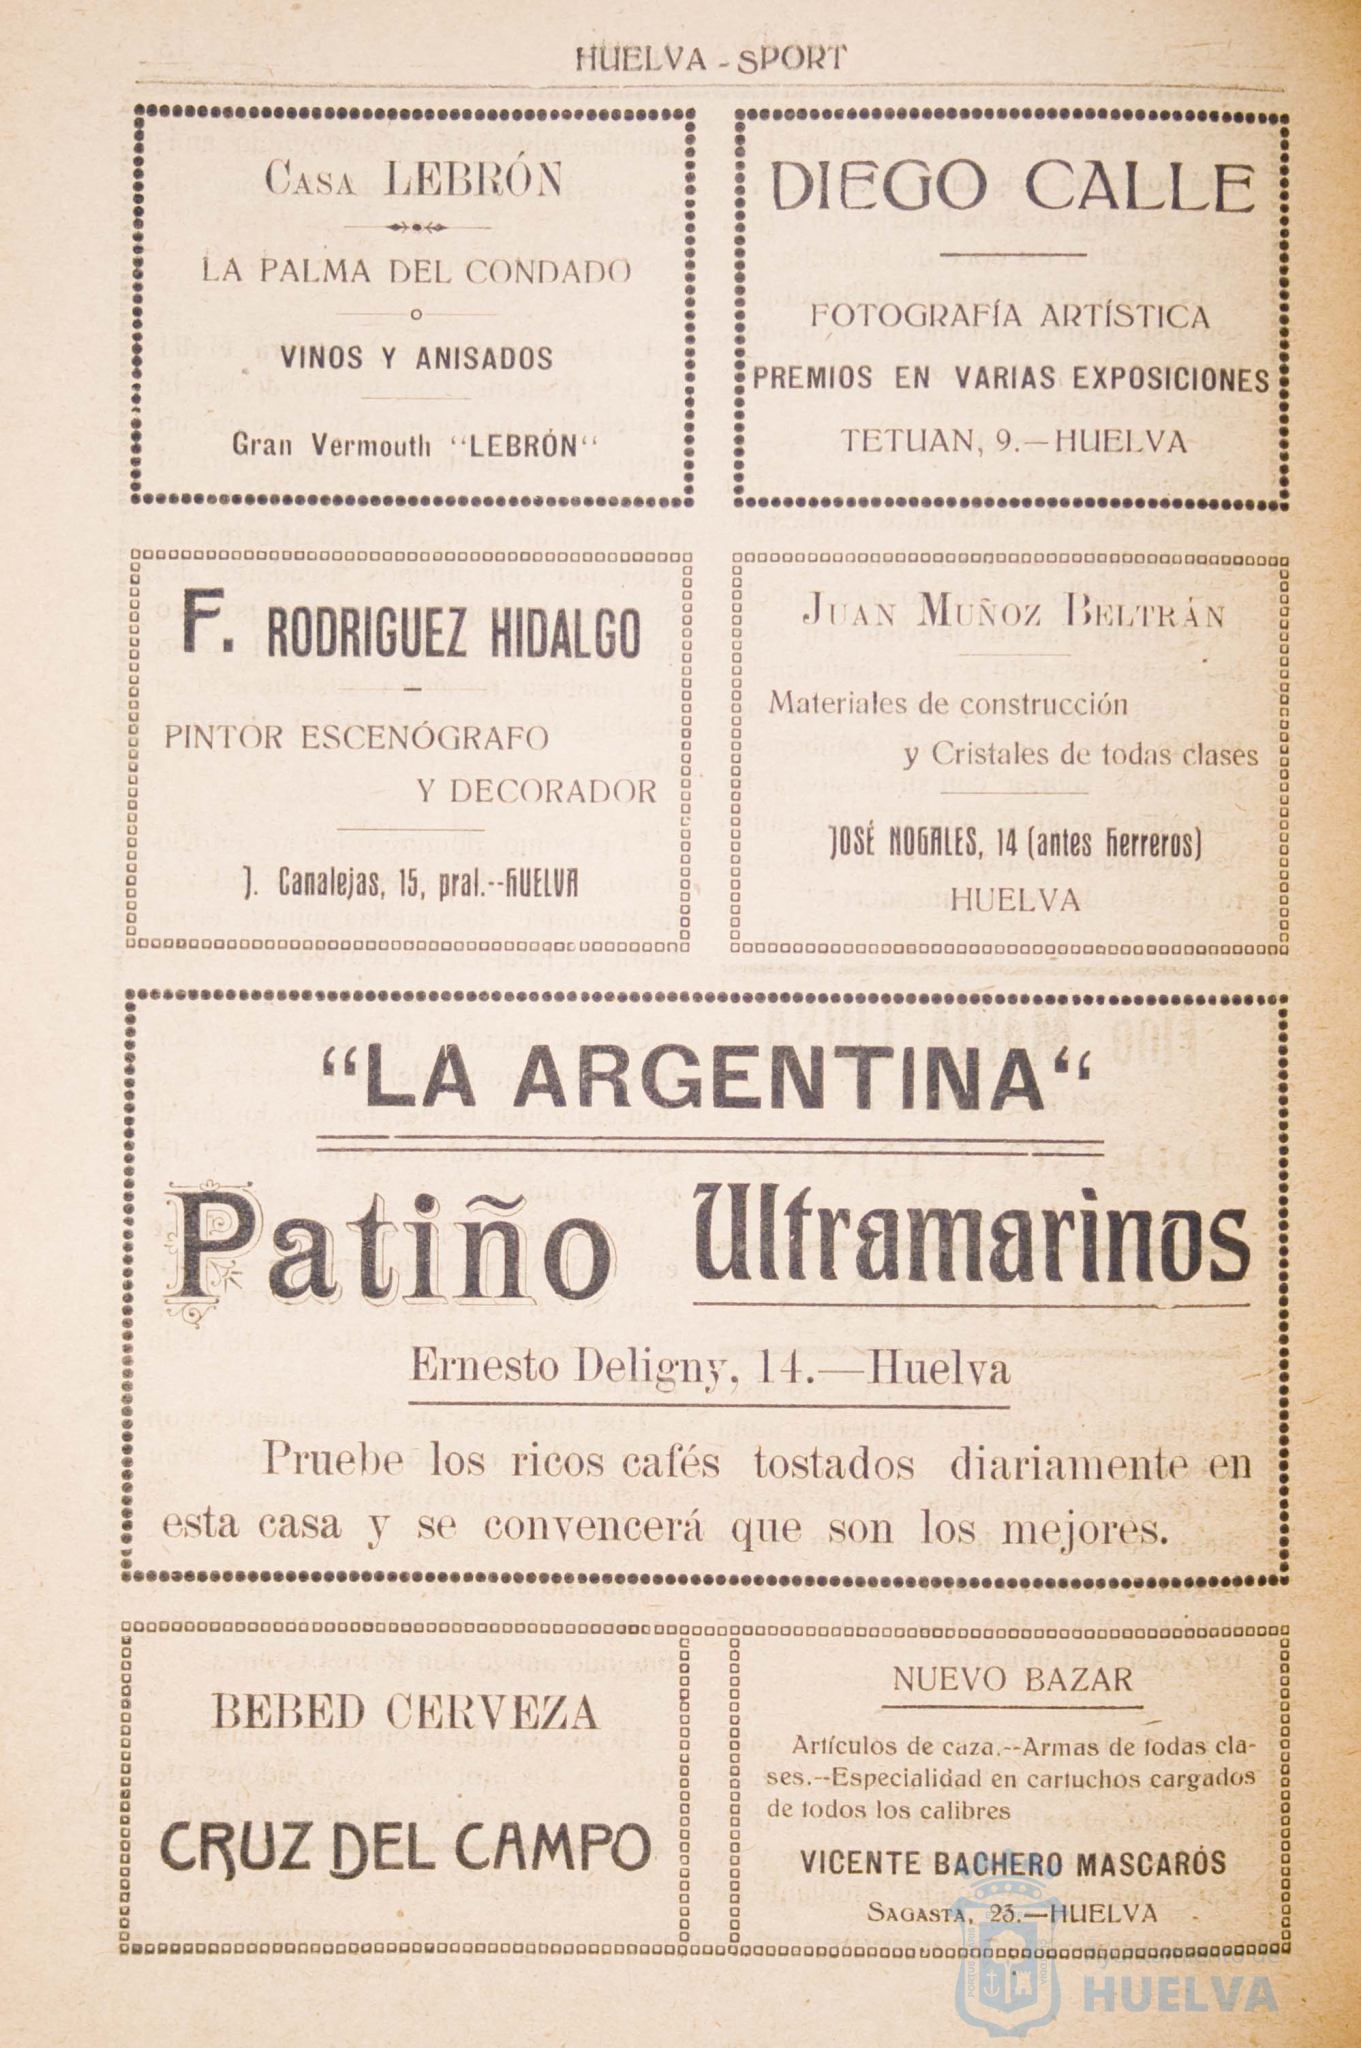 HUELVA - SPORT
CASA LEBRÓN
LA PALMA DEL CONDADO
VINOS Y ANISADOS
Gran Vermouth "LEBRÓN"
DIEGO CALLE
FOTOGRAFÍA ARTÍSTICA
PREMIOS EN VARIAS EXPOSICIONES
TETUAN, 9.—HUELVA
F. RODRIGUEZ HIDALGO
PINTOR ESCENÓGRAFO
Y DECORADOR
J. Canalejas, 15, pral.--HUELVA
JUAN MUÑOZ BELTRÁN
Materiales de construcción
y Cristales de todas clases
JOSÉ NOGALES, 14 (antes Herreros)
HUELVA
"LA ARGENTINA"
Patiño Ultramarinos
Ernesto Deligny, 14.—Huelva
Pruebe los ricos cafés tostados diariamente en
esta casa y se convencerá que son los mejores.
BEBED CERVEZA
CRUZ DEL CAMPO
NUEVO BAZAR
Artículos de caza.--Armas de todas cla-
ses.--Especialidad en cartuchos cargados
de todos los calibres
VICENTE BACHERO MASCARÓS
SAGASTA, 23.—HUELVA
Ayuntamiento de
HUELVA